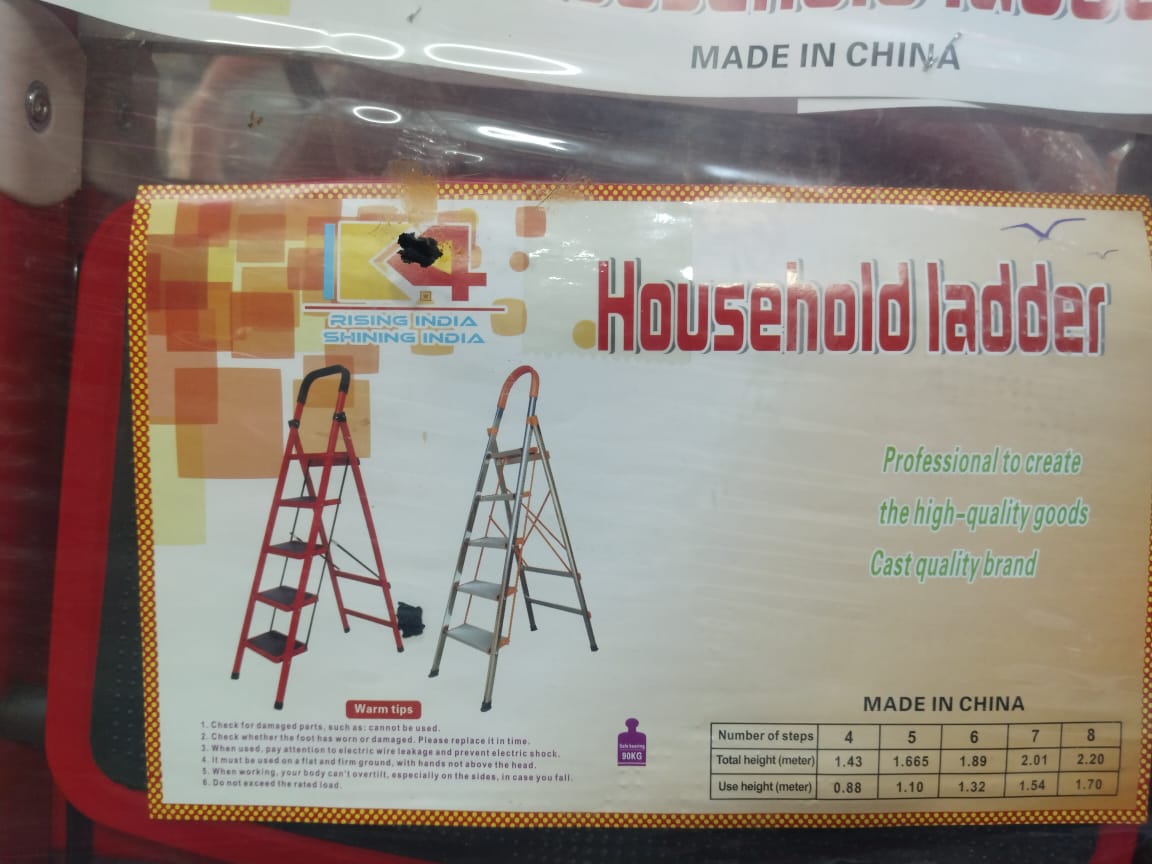 Household ladder
MADE IN CHINA
K4
RISING INDIA
SHINING INDIA
Household ladder
Professional to create
the high-quality goods
Cast quality brand
Warm tips
1. Check for damaged parts, such as: cannot be used.
2. Check whether the foot has worn or damaged. Please replace it in time.
3. When used, pay attention to electric wire leakage and prevent electric shock.
4. It must be used on a flat and firm ground, with hands not above the head.
5. When working, your body can't overtilt, especially on the sides, in case you fall.
6. Do not exceed the rated load.
Safe bearing
90KG
MADE IN CHINA
Number of steps 4 5 6 7 8
Total height (meter) 1.43 1.665 1.89 2.01 2.20
Use height (meter) 0.88 1.10 1.32 1.54 1.70